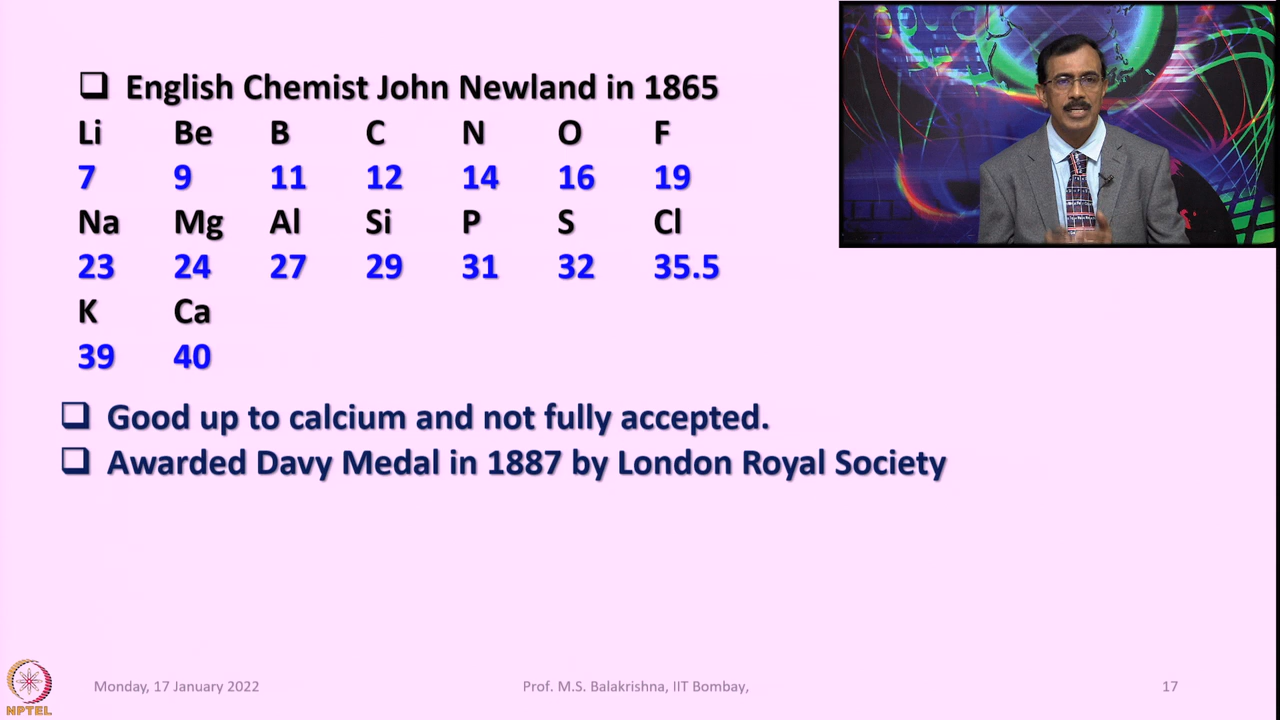 ❑ English Chemist John Newland in 1865
Li Be B C N O F
7 9 11 12 14 16 19
Na Mg Al Si P S Cl
23 24 27 29 31 32 35.5
K Ca
39 40
❑ Good up to calcium and not fully accepted.
❑ Awarded Davy Medal in 1887 by London Royal Society
NPTEL
Monday, 17 January 2022 Prof. M.S. Balakrishna, IIT Bombay, 17